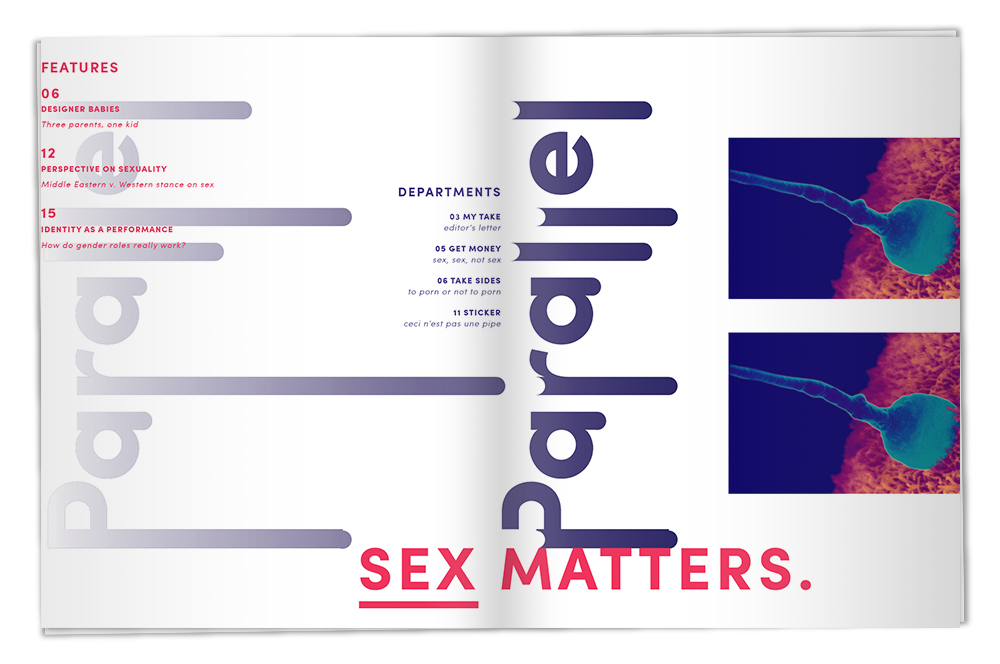 FEATURES
06
DESIGNER BABIES
Three parents, one kid
12
PERSPECTIVE ON SEXUALITY
Middle Eastern v. Western stance on sex
15
IDENTITY AS A PERFORMANCE
How do gender roles really work?
Parallel
DEPARTMENTS
03 MY TAKE
editor's letter
05 GET MONEY
sex, sex, not sex
06 TAKE SIDES
to porn or not to porn
11 STICKER
ceci n'est pas une pipe
Parallel
SEX MATTERS.